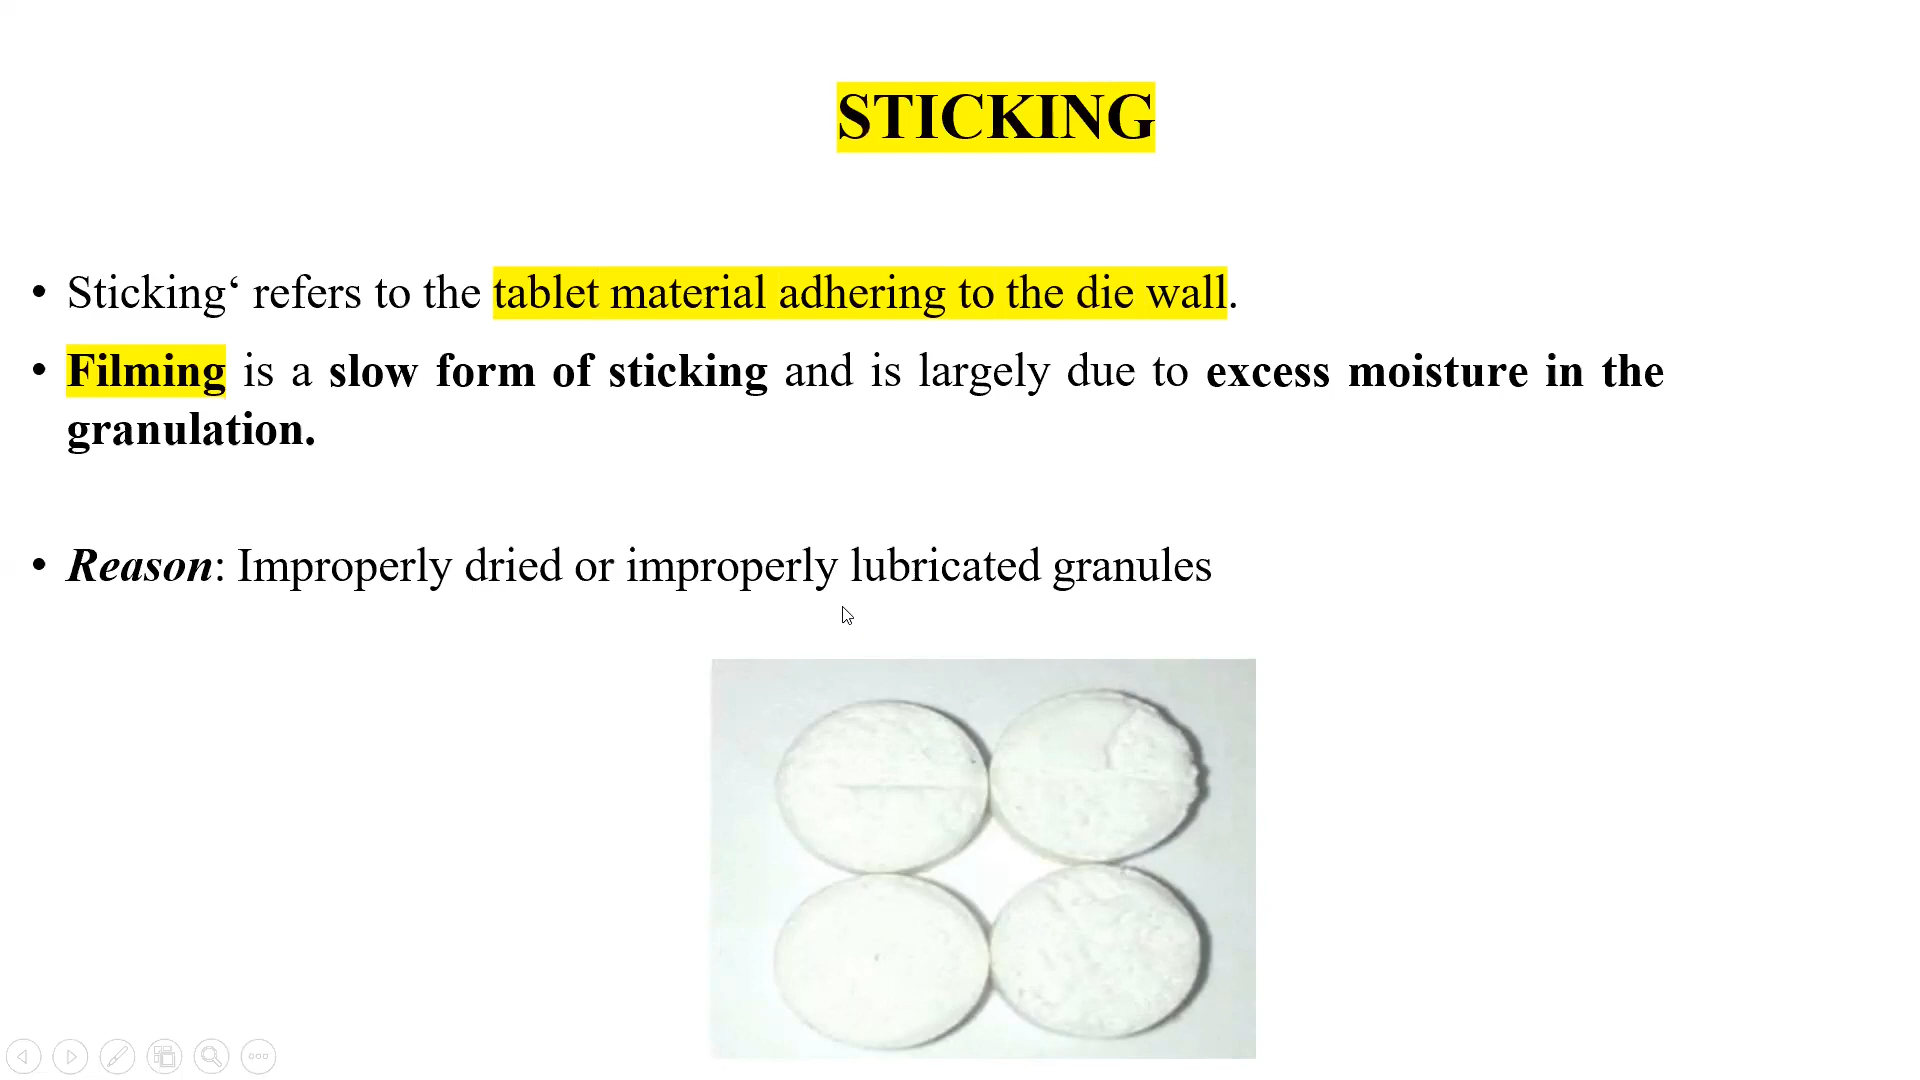 STICKING
• Sticking‘ refers to the tablet material adhering to the die wall.
• Filming is a slow form of sticking and is largely due to excess moisture in the
granulation.
• Reason: Improperly dried or improperly lubricated granules